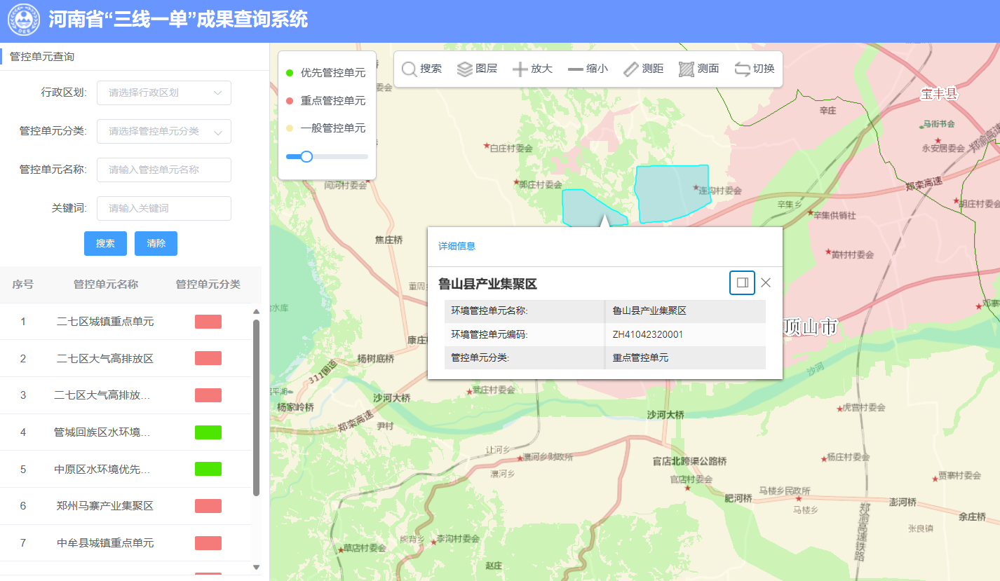 河南省“三线一单”成果查询系统
管控单元查询
行政区划:
请选择行政区划
管控单元分类:
请选择管控单元分类
管控单元名称:
请输入管控单元名称
关键词:
请输入关键词
搜索
清除
序号
管控单元名称
管控单元分类
1
二七区城镇重点单元
2
二七区大气高排放区
3
二七区大气高排放…
4
管城回族区水环境…
5
中原区水环境优先…
6
郑州马寨产业集聚区
7
中牟县城镇重点单元
优先管控单元
重点管控单元
一般管控单元
搜索
图层
放大
缩小
测距
测面
切换
委会
宝丰县
辛庄
马街书会
永安居委会
郑渝高速
白庄村委会
郭庄村委会
闫河村委会
连沟村委会
郑栾高速
辛集乡
辛集供销社
胡庄村委会
焦庄桥
黄村村委会
董周
水库
邓寨
顶山市
康庄村
杨树底桥
311国道
沙河
详细信息
鲁山县产业集聚区
环境管控单元名称:
鲁山县产业集聚区
环境管控单元编码:
ZH41042320001
管控单元分类:
重点管控单元
平湖
杨家岭桥
沙河大桥
武庄村委会
沙河大桥
虎营村委会
郑栾高速
尹村
让河乡
瀼河乡财政所
瀼河乡
官店北跨渠公路桥
官店村委会
杨庄村委会
贾寨村委会
肥河桥
马楼乡民政所
马楼乡
澎河桥
郑渝高速铁路
余庄桥
张良镇
熊背乡
李沟村委会
草店村委会
赵庄